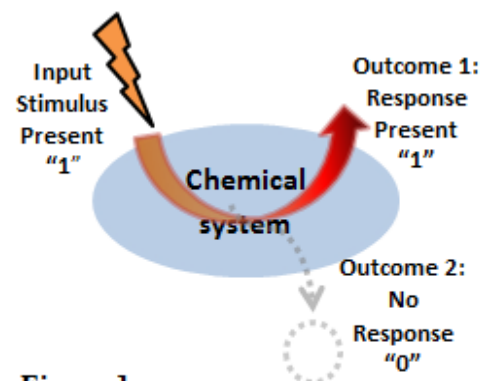 Input
Stimulus
Present
“1”
Chemical
system
Outcome 1:
Response
Present
“1”
Outcome 2:
No
Response
“0”